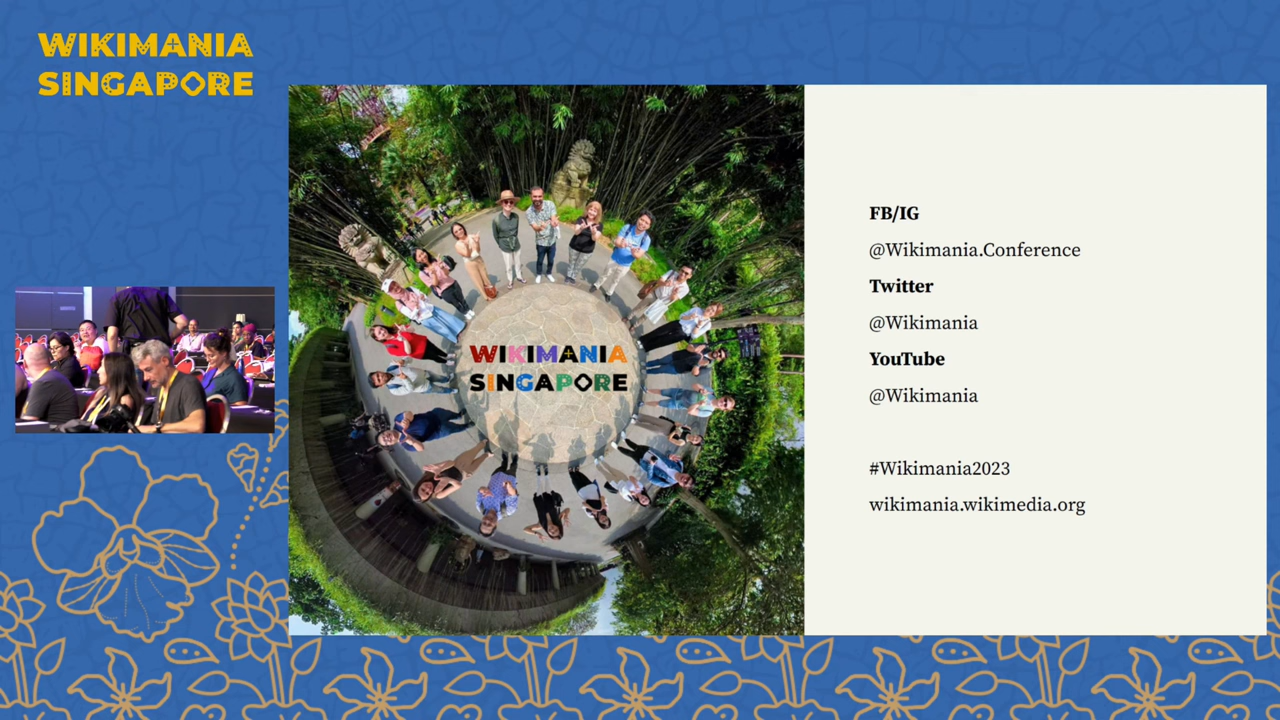 WIKIMANIA
SINGAPORE
WIKIMANIA
SINGAPORE
FB/IG
@Wikimania.Conference
Twitter
@Wikimania
YouTube
@Wikimania
#Wikimania2023
wikimania.wikimedia.org